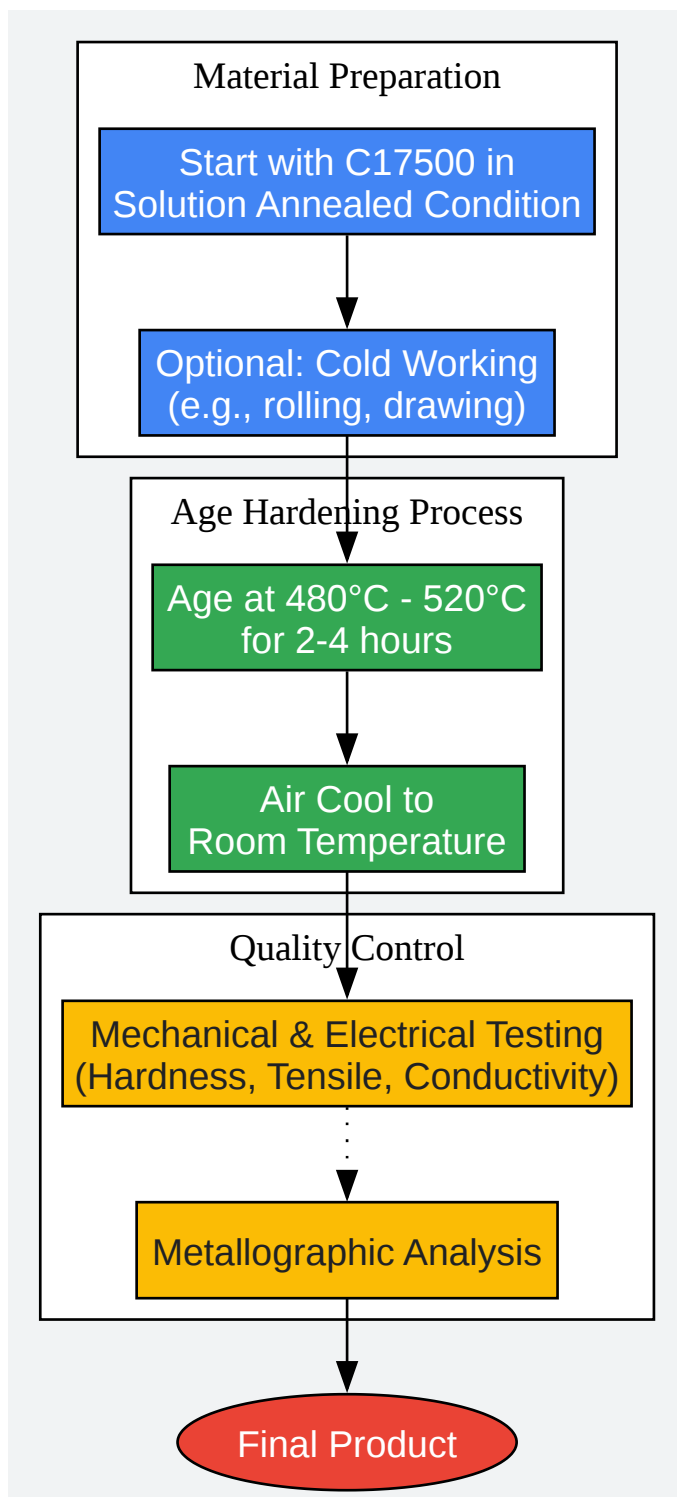 Material Preparation
Start with C17500 in
Solution Annealed Condition
Optional: Cold Working
(e.g., rolling, drawing)
Age Hardening Process
Age at 480°C - 520°C
for 2-4 hours
Air Cool to
Room Temperature
Quality Control
Mechanical & Electrical Testing
(Hardness, Tensile, Conductivity)
Metallographic Analysis
Final Product